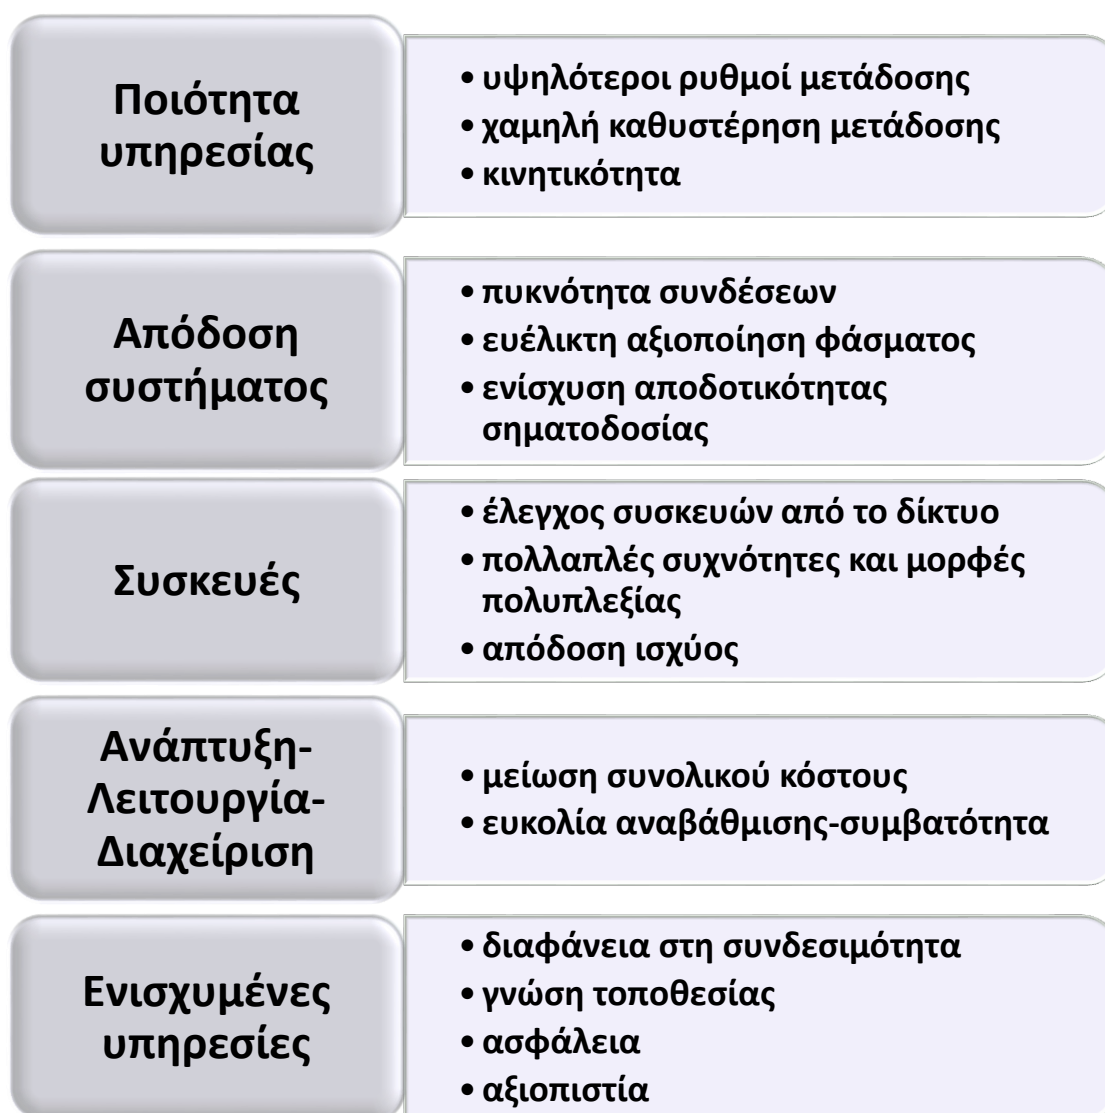 Ποιότητα
υπηρεσίας
• υψηλότεροι ρυθμοί μετάδοσης
• χαμηλή καθυστέρηση μετάδοσης
• κινητικότητα
Απόδοση
συστήματος
• πυκνότητα συνδέσεων
• ευέλικτη αξιοποίηση φάσματος
• ενίσχυση αποδοτικότητας
σηματοδοσίας
Συσκευές
• έλεγχος συσκευών από το δίκτυο
• πολλαπλές συχνότητες και μορφές
πολυπλεξίας
• απόδοση ισχύος
Ανάπτυξη-
Λειτουργία-
Διαχείριση
• μείωση συνολικού κόστους
• ευκολία αναβάθμισης-συμβατότητα
Ενισχυμένες
υπηρεσίες
• διαφάνεια στη συνδεσιμότητα
• γνώση τοποθεσίας
• ασφάλεια
• αξιοπιστία